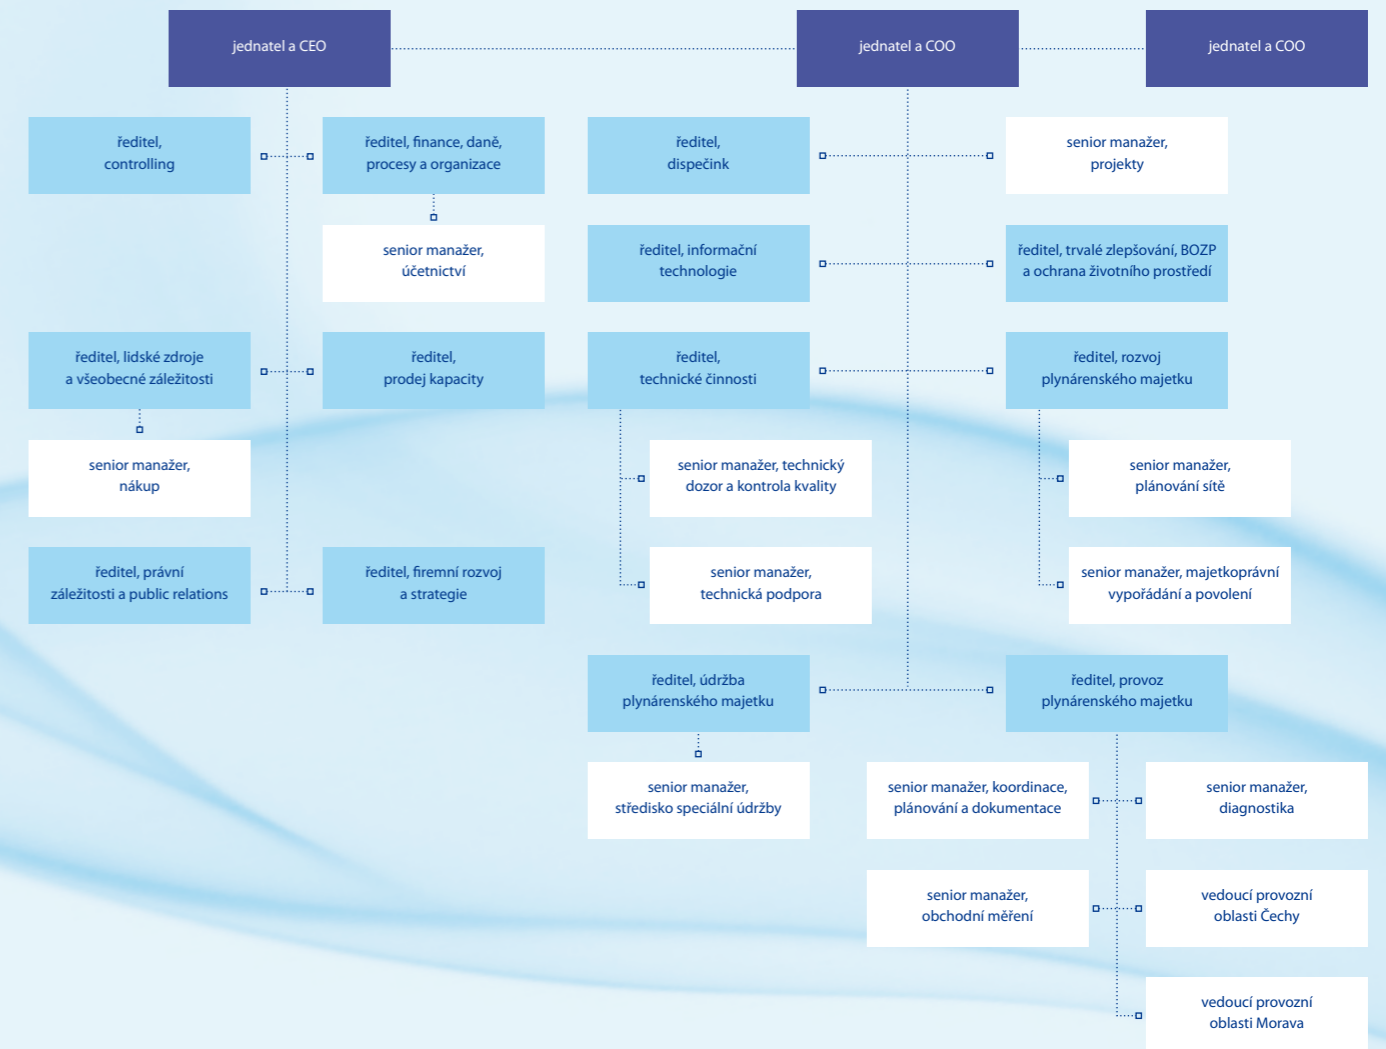 jednatel a CEO
jednatel a COO
jednatel a COO
ředitel,
controlling
ředitel, finance, daně,
procesy a organizace
ředitel,
dispečink
senior manažer,
projekty
senior manažer,
účetnictví
ředitel, informační
technologie
ředitel, trvalé zlepšování, BOZP
a ochrana životního prostředí
ředitel, lidské zdroje
a všeobecné záležitosti
ředitel,
prodej kapacity
ředitel,
technické činnosti
ředitel, rozvoj
plynárenského majetku
senior manažer,
nákup
senior manažer, technický
dozor a kontrola kvality
senior manažer,
plánování sítě
ředitel, právní
záležitosti a public relations
ředitel, firemní rozvoj
a strategie
senior manažer,
technická podpora
senior manažer, majetkoprávní
vypořádání a povolení
ředitel, údržba
plynárenského majetku
ředitel, provoz
plynárenského majetku
senior manažer,
středisko speciální údržby
senior manažer, koordinace,
plánování a dokumentace
senior manažer,
diagnostika
senior manažer,
obchodní měření
vedoucí provozní
oblasti Čechy
vedoucí provozní
oblasti Morava